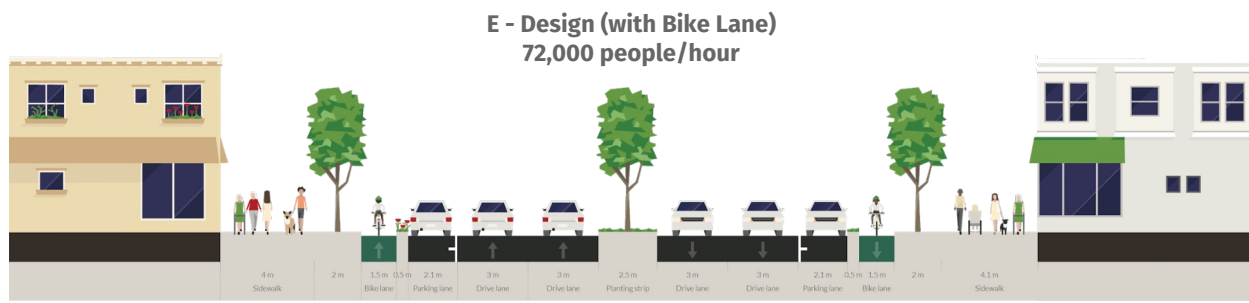 E - Design (with Bike Lane)
72,000 people/hour
4 m 2 m 1.5 m 0.5 m 2.1 m 3 m 3 m 2.5 m 3 m 3 m 2.1 m 0.5 m 1.5 m 2 m 4.1 m
Sidewalk Bike lane Parking lane Drive lane Drive lane Planting strip Drive lane Drive lane Parking lane Bike lane Sidewalk